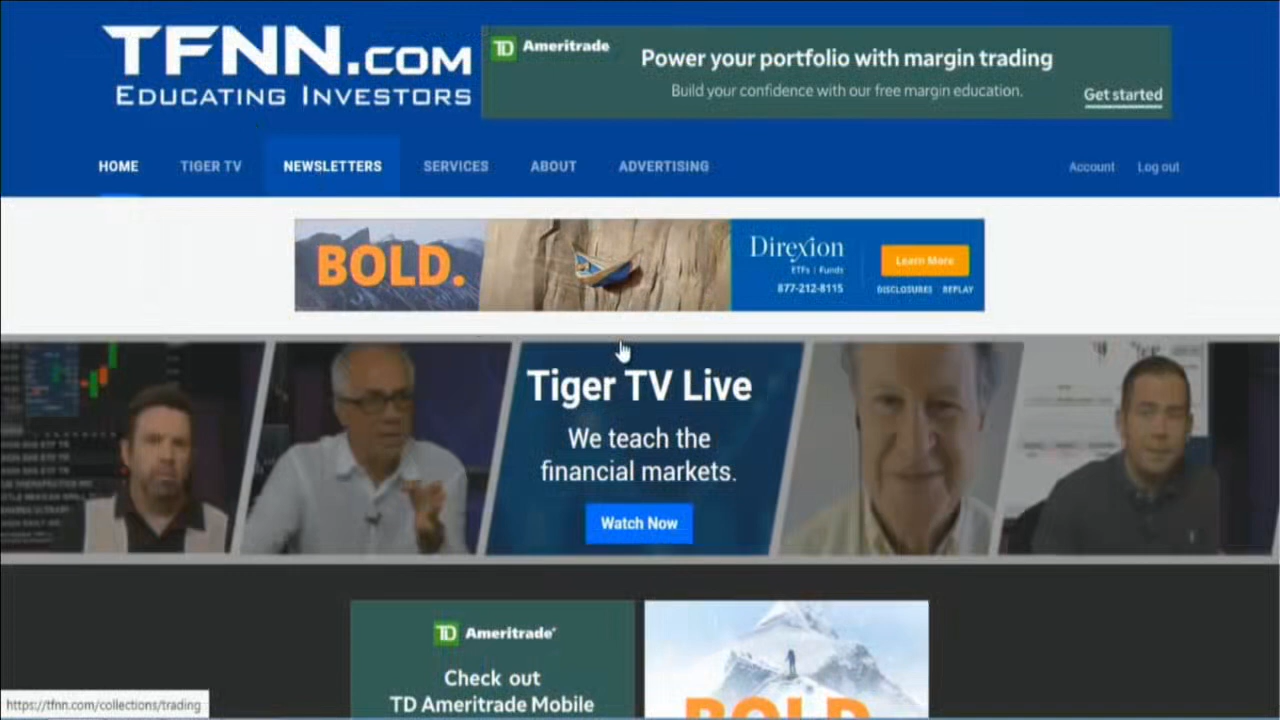 TFNN.COM
EDUCATING INVESTORS
TD Ameritrade
Power your portfolio with margin trading
Build your confidence with our free margin education.
Get started
HOME
TIGER TV
NEWSLETTERS
SERVICES
ABOUT
ADVERTISING
Account
Log out
BOLD.
Direxion
ETFs | Funds
877-212-8115
Learn More
DISCLOSURES
REPLAY
Tiger TV Live
We teach the
financial markets.
Watch Now
TD Ameritrade
Check out
TD Ameritrade Mobile
BOLD
https://tfnn.com/collections/trading